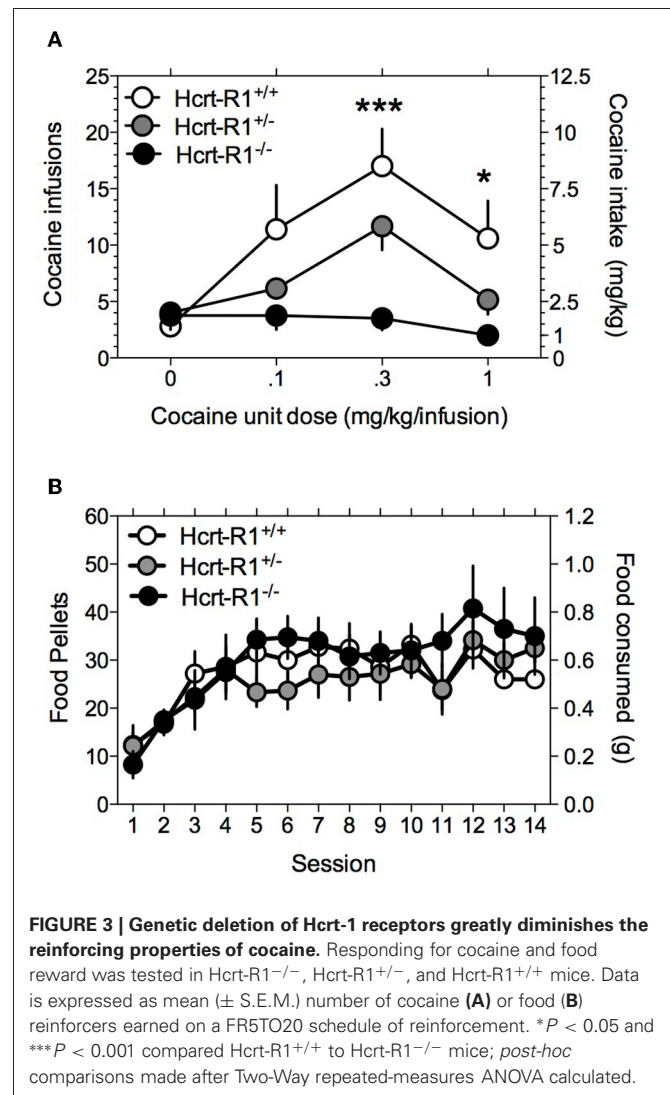 A
25
20
15
10
5
0
12.5
10
7.5
5
2.5
1
0
Hcrt-R1+/+
Hcrt-R1+/-
Hcrt-R1-/-
***
*
Cocaine infusions
Cocaine intake (mg/kg)
0 .1 .3 1
Cocaine unit dose (mg/kg/infusion)
B
60
50
40
30
20
10
0
1.2
1.0
0.8
0.6
0.4
0.2
0.0
Hcrt-R1+/+
Hcrt-R1+/-
Hcrt-R1-/-
Food Pellets
Food consumed (g)
1 2 3 4 5 6 7 8 9 10 11 12 13 14
Session
FIGURE 3 | Genetic deletion of Hcrt-1 receptors greatly diminishes the
reinforcing properties of cocaine. Responding for cocaine and food
reward was tested in Hcrt-R1−/−, Hcrt-R1+/−, and Hcrt-R1+/+ mice. Data
is expressed as mean (± S.E.M.) number of cocaine (A) or food (B)
reinforcers earned on a FR5TO20 schedule of reinforcement. *P < 0.05 and
***P < 0.001 compared Hcrt-R1+/+ to Hcrt-R1−/− mice; post-hoc
comparisons made after Two-Way repeated-measures ANOVA calculated.